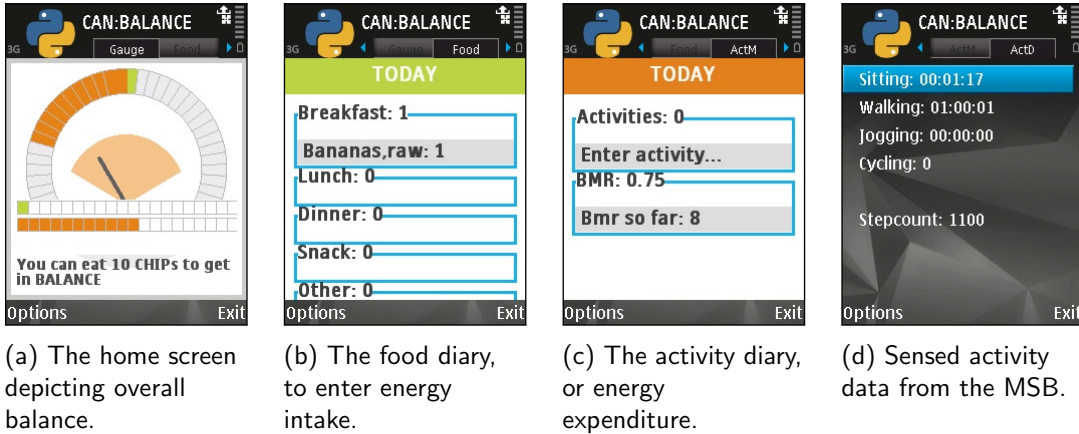 CAN:BALANCE
3G
Gauge Food
You can eat 10 CHIPs to get
in BALANCE
Options Exit
(a) The home screen
depicting overall
balance.
CAN:BALANCE
Gauge Food
TODAY
Breakfast: 1
Bananas,raw: 1
Lunch: 0
Dinner: 0
Snack: 0
Other: 0
Options Exit
(b) The food diary,
to enter energy
intake.
CAN:BALANCE
3G
Food ActM
TODAY
Activities: 0
Enter activity...
BMR: 0.75
Bmr so far: 8
Options Exit
(c) The activity diary,
or energy
expenditure.
CAN:BALANCE
3G
ActM ActD
Sitting: 00:01:17
Walking: 01:00:01
Jogging: 00:00:00
Cycling: 0
Stepcount: 1100
Options Exit
(d) Sensed activity
data from the MSB.